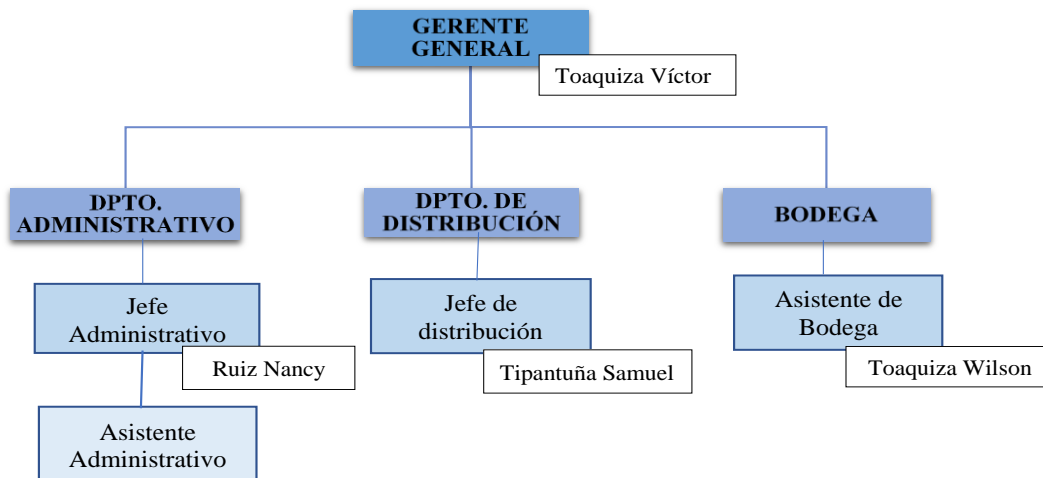 GERENTE
GENERAL
Toaquiza Víctor
DPTO.
ADMINISTRATIVO
DPTO. DE
DISTRIBUCIÓN
BODEGA
Jefe
Administrativo
Ruiz Nancy
Jefe de
distribución
Tipantuña Samuel
Asistente de
Bodega
Toaquiza Wilson
Asistente
Administrativo